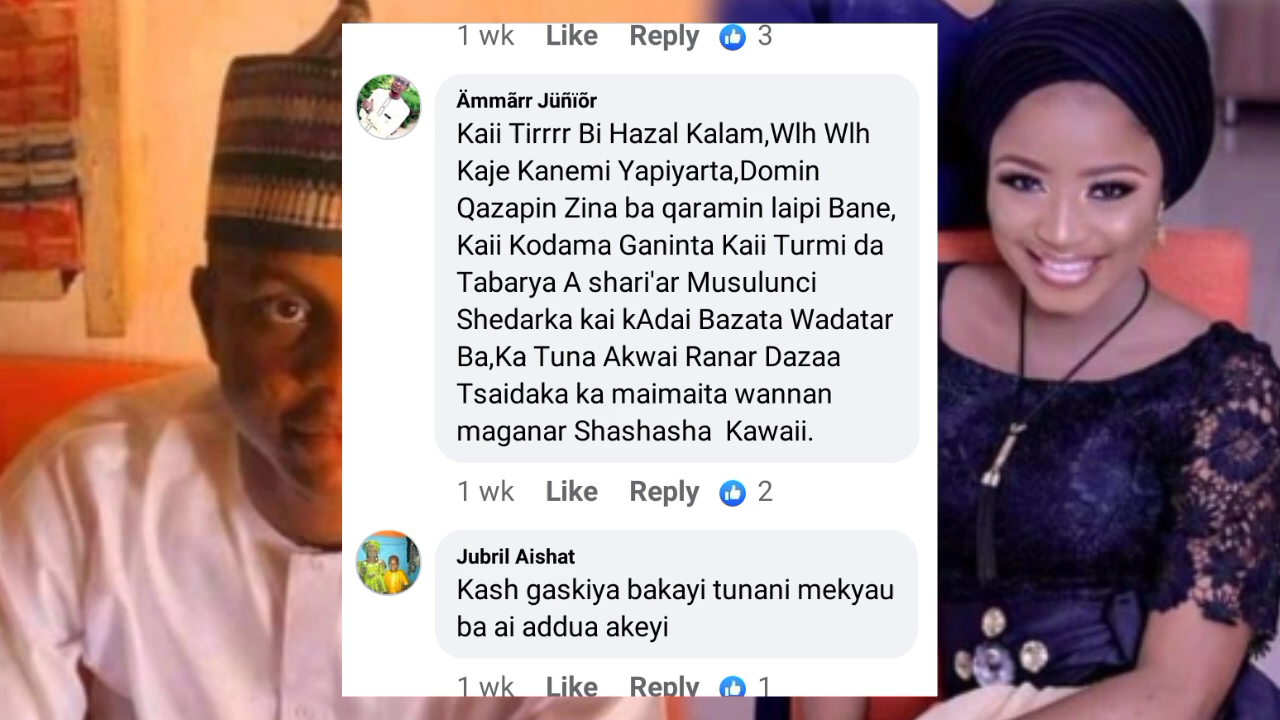 1 wk Like Reply 3
Ämmãrr Jüñïõr
Kaii Tirrrr Bi Hazal Kalam,Wlh Wlh
Kaje Kanemi Yapiyarta,Domin
Qazapin Zina ba qaramin laipi Bane,
Kaii Kodama Ganinta Kaii Turmi da
Tabarya A shari'ar Musulunci
Shedarka kai kAdai Bazata Wadatar
Ba,Ka Tuna Akwai Ranar Dazaa
Tsaidaka ka maimaita wannan
maganar Shashasha Kawaii.
1 wk Like Reply 2
Jubril Aishat
Kash gaskiya bakayi tunani mekyau
ba ai addua akeyi
1 wk Like Reply 1